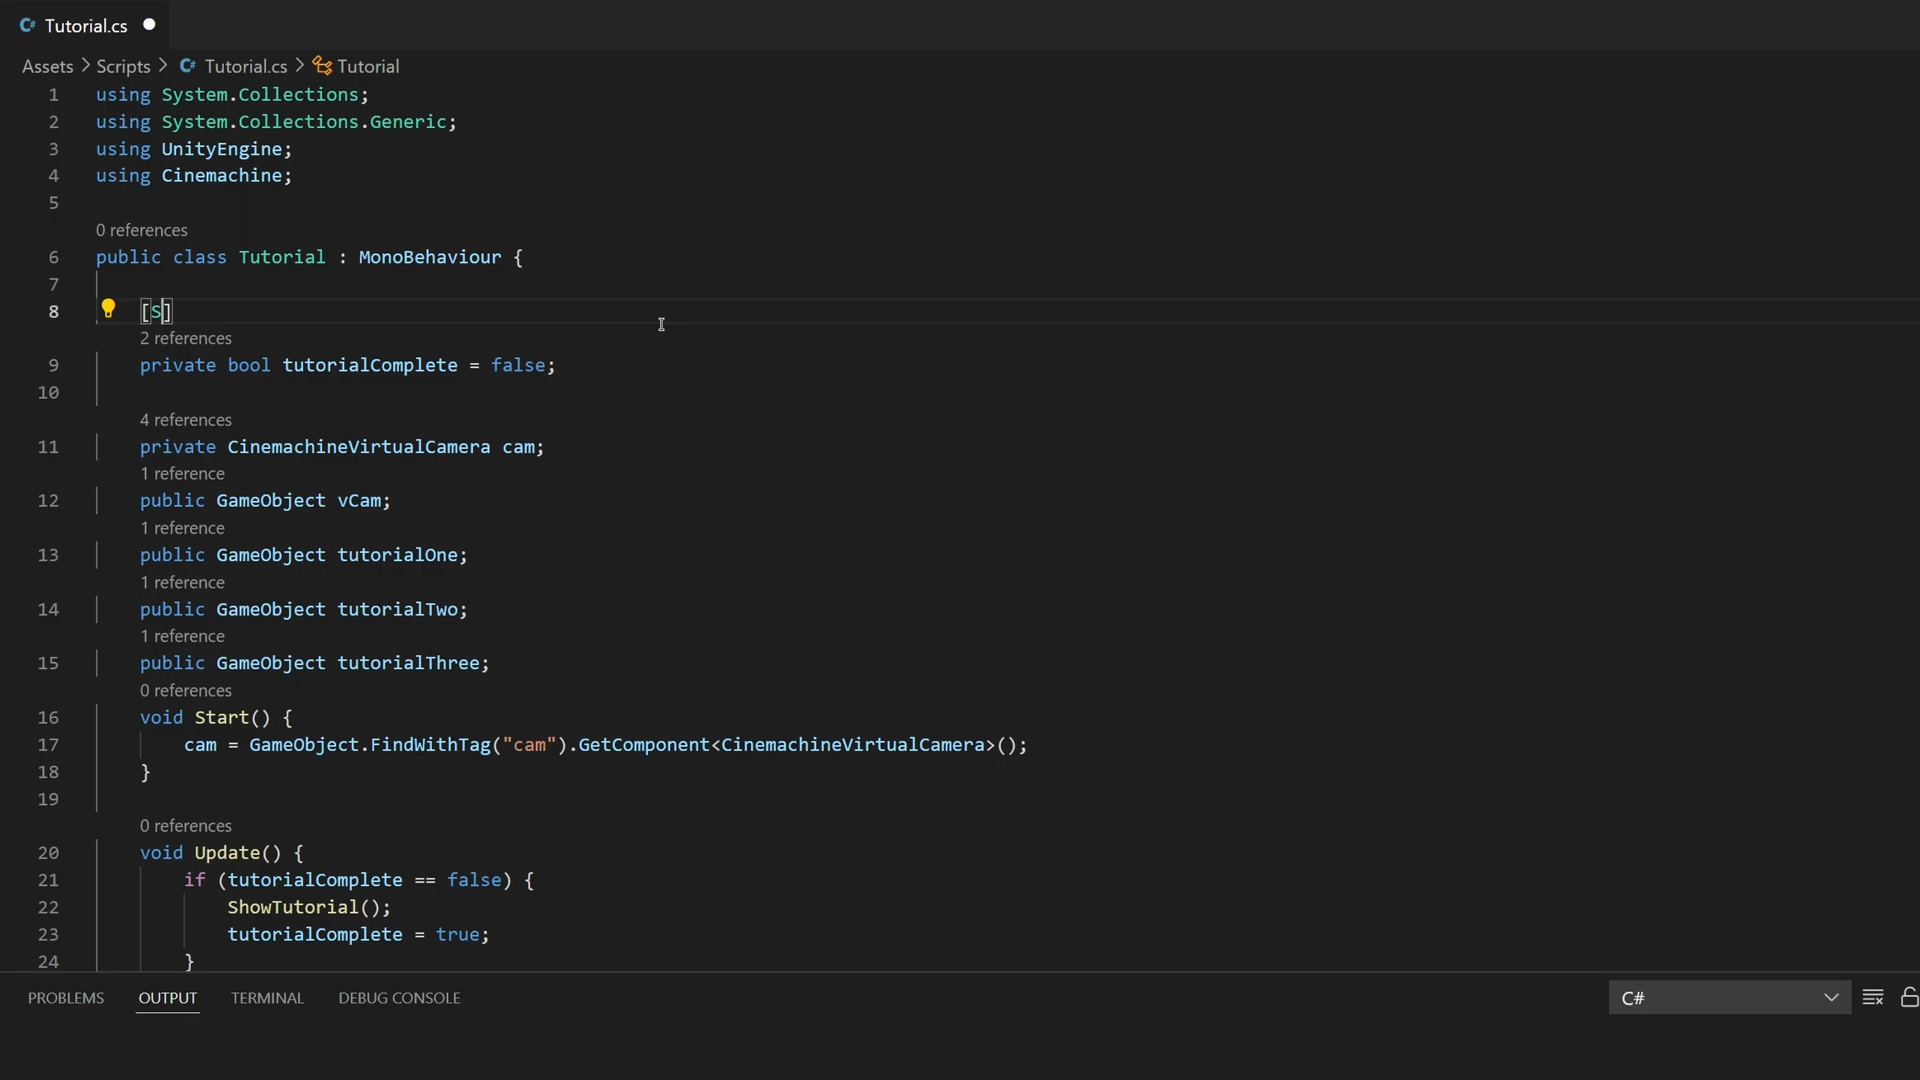 C# Tutorial.cs
Assets > Scripts > C# Tutorial.cs > Tutorial
1 using System.Collections;
2 using System.Collections.Generic;
3 using UnityEngine;
4 using Cinemachine;
5
0 references
6 public class Tutorial : MonoBehaviour {
7
8 [S]
2 references
9 private bool tutorialComplete = false;
10
4 references
11 private CinemachineVirtualCamera cam;
1 reference
12 public GameObject vCam;
1 reference
13 public GameObject tutorialOne;
1 reference
14 public GameObject tutorialTwo;
1 reference
15 public GameObject tutorialThree;
0 references
16 void Start() {
17 cam = GameObject.FindWithTag("cam").GetComponent<CinemachineVirtualCamera>();
18 }
19
0 references
20 void Update() {
21 if (tutorialComplete == false) {
22 ShowTutorial();
23 tutorialComplete = true;
24 }
PROBLEMS OUTPUT TERMINAL DEBUG CONSOLE C#